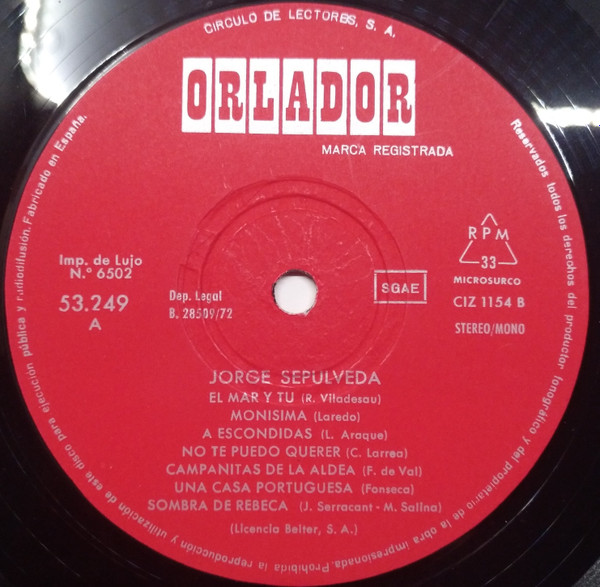 CIRCULO DE LECTORES, S. A.
ORLADOR
MARCA REGISTRADA
Imp. de Lujo
N.º 6502
53.249
A
Dep. Legal
B. 28509/72
SGAE
RPM
33
MICROSURCO
CIZ 1154 B
STEREO/MONO
JORGE SEPULVEDA
EL MAR Y TU (R. Viladesau)
MONISIMA (Laredo)
A ESCONDIDAS (L. Araque)
NO TE PUEDO QUERER (C. Larrea)
CAMPANITAS DE LA ALDEA (F. de Val)
UNA CASA PORTUGUESA (Fonseca)
SOMBRA DE REBECA (J. Serracant - M. Salina)
(Licencia Belter, S. A.)
Reservados todos los derechos del productor fonográfico y del propietario de la obra impresionada. Prohibida la reproducción y utilización de este disco para ejecución pública y radiodifusión. Fabricado en España.